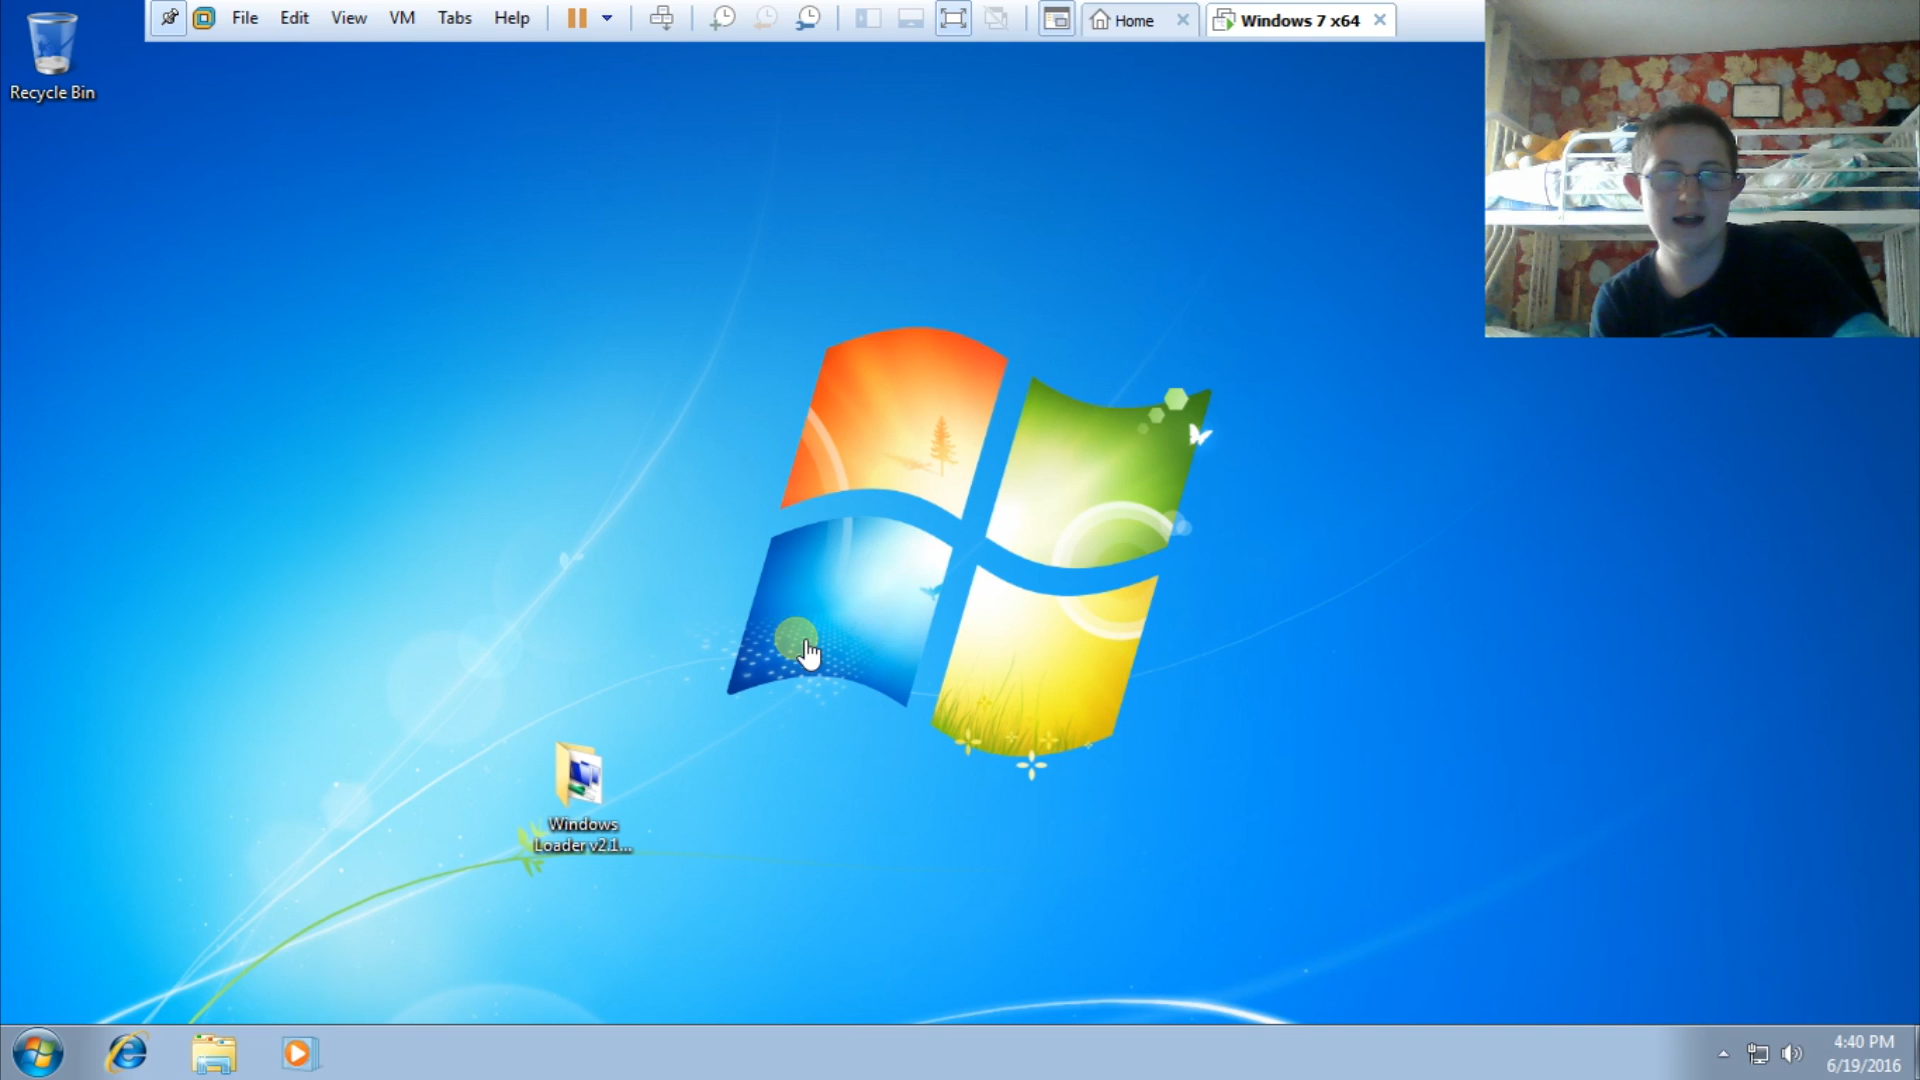 File Edit View VM Tabs Help
Home
Windows 7 x64
Recycle Bin
Windows
Loader v2.1...
4:40 PM
6/19/2016